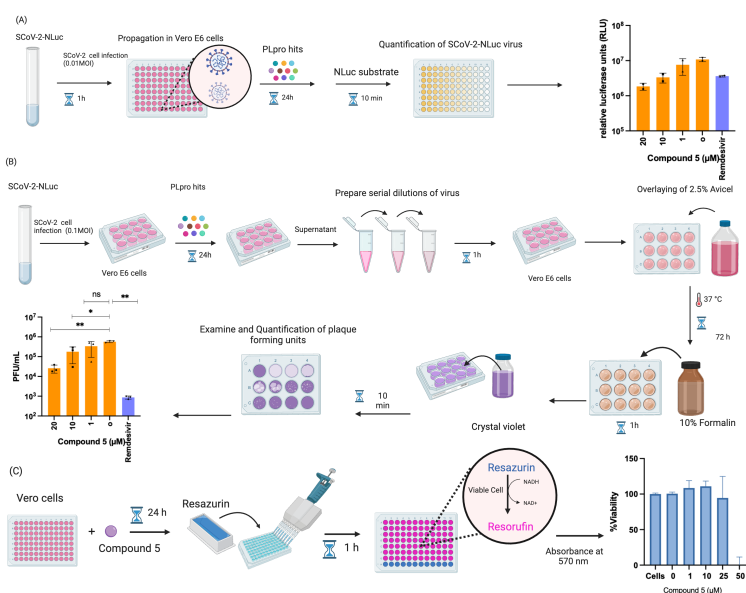 (A)
SCoV-2-NLuc
SCoV-2 cell infection
(0.01MOI)
1h
Propagation in Vero E6 cells
PLpro hits
24h
NLuc substrate
10 min
Quantification of SCoV-2-NLuc virus
relative luciferase units (RLU)
10⁸
10⁷
10⁶
10⁵
20
10
1
o
Remdesivir
Compound 5 (µM)
(B)
SCoV-2-NLuc
SCoV-2 cell
infection (0.1MOI)
Vero E6 cells
PLpro hits
24h
Supernatant
Prepare serial dilutions of virus
1h
Vero E6 cells
Overlaying of 2.5% Avicel
37 °C
72 h
10% Formalin
1h
Crystal violet
10
min
Examine and Quantification of plaque
forming units
PFU/mL
10⁷
10⁶
10⁵
10⁴
10³
10²
ns
**
*
**
20
10
1
o
Remdesivir
Compound 5 (µM)
(C)
Vero cells
+
Compound 5
24 h
Resazurin
1 h
Resazurin
Viable Cell
NADH
NAD+
Resorufin
Absorbance at
570 nm
%Viability
150
100
50
0
Cells
0
1
10
25
50
Compound 5 (µM)